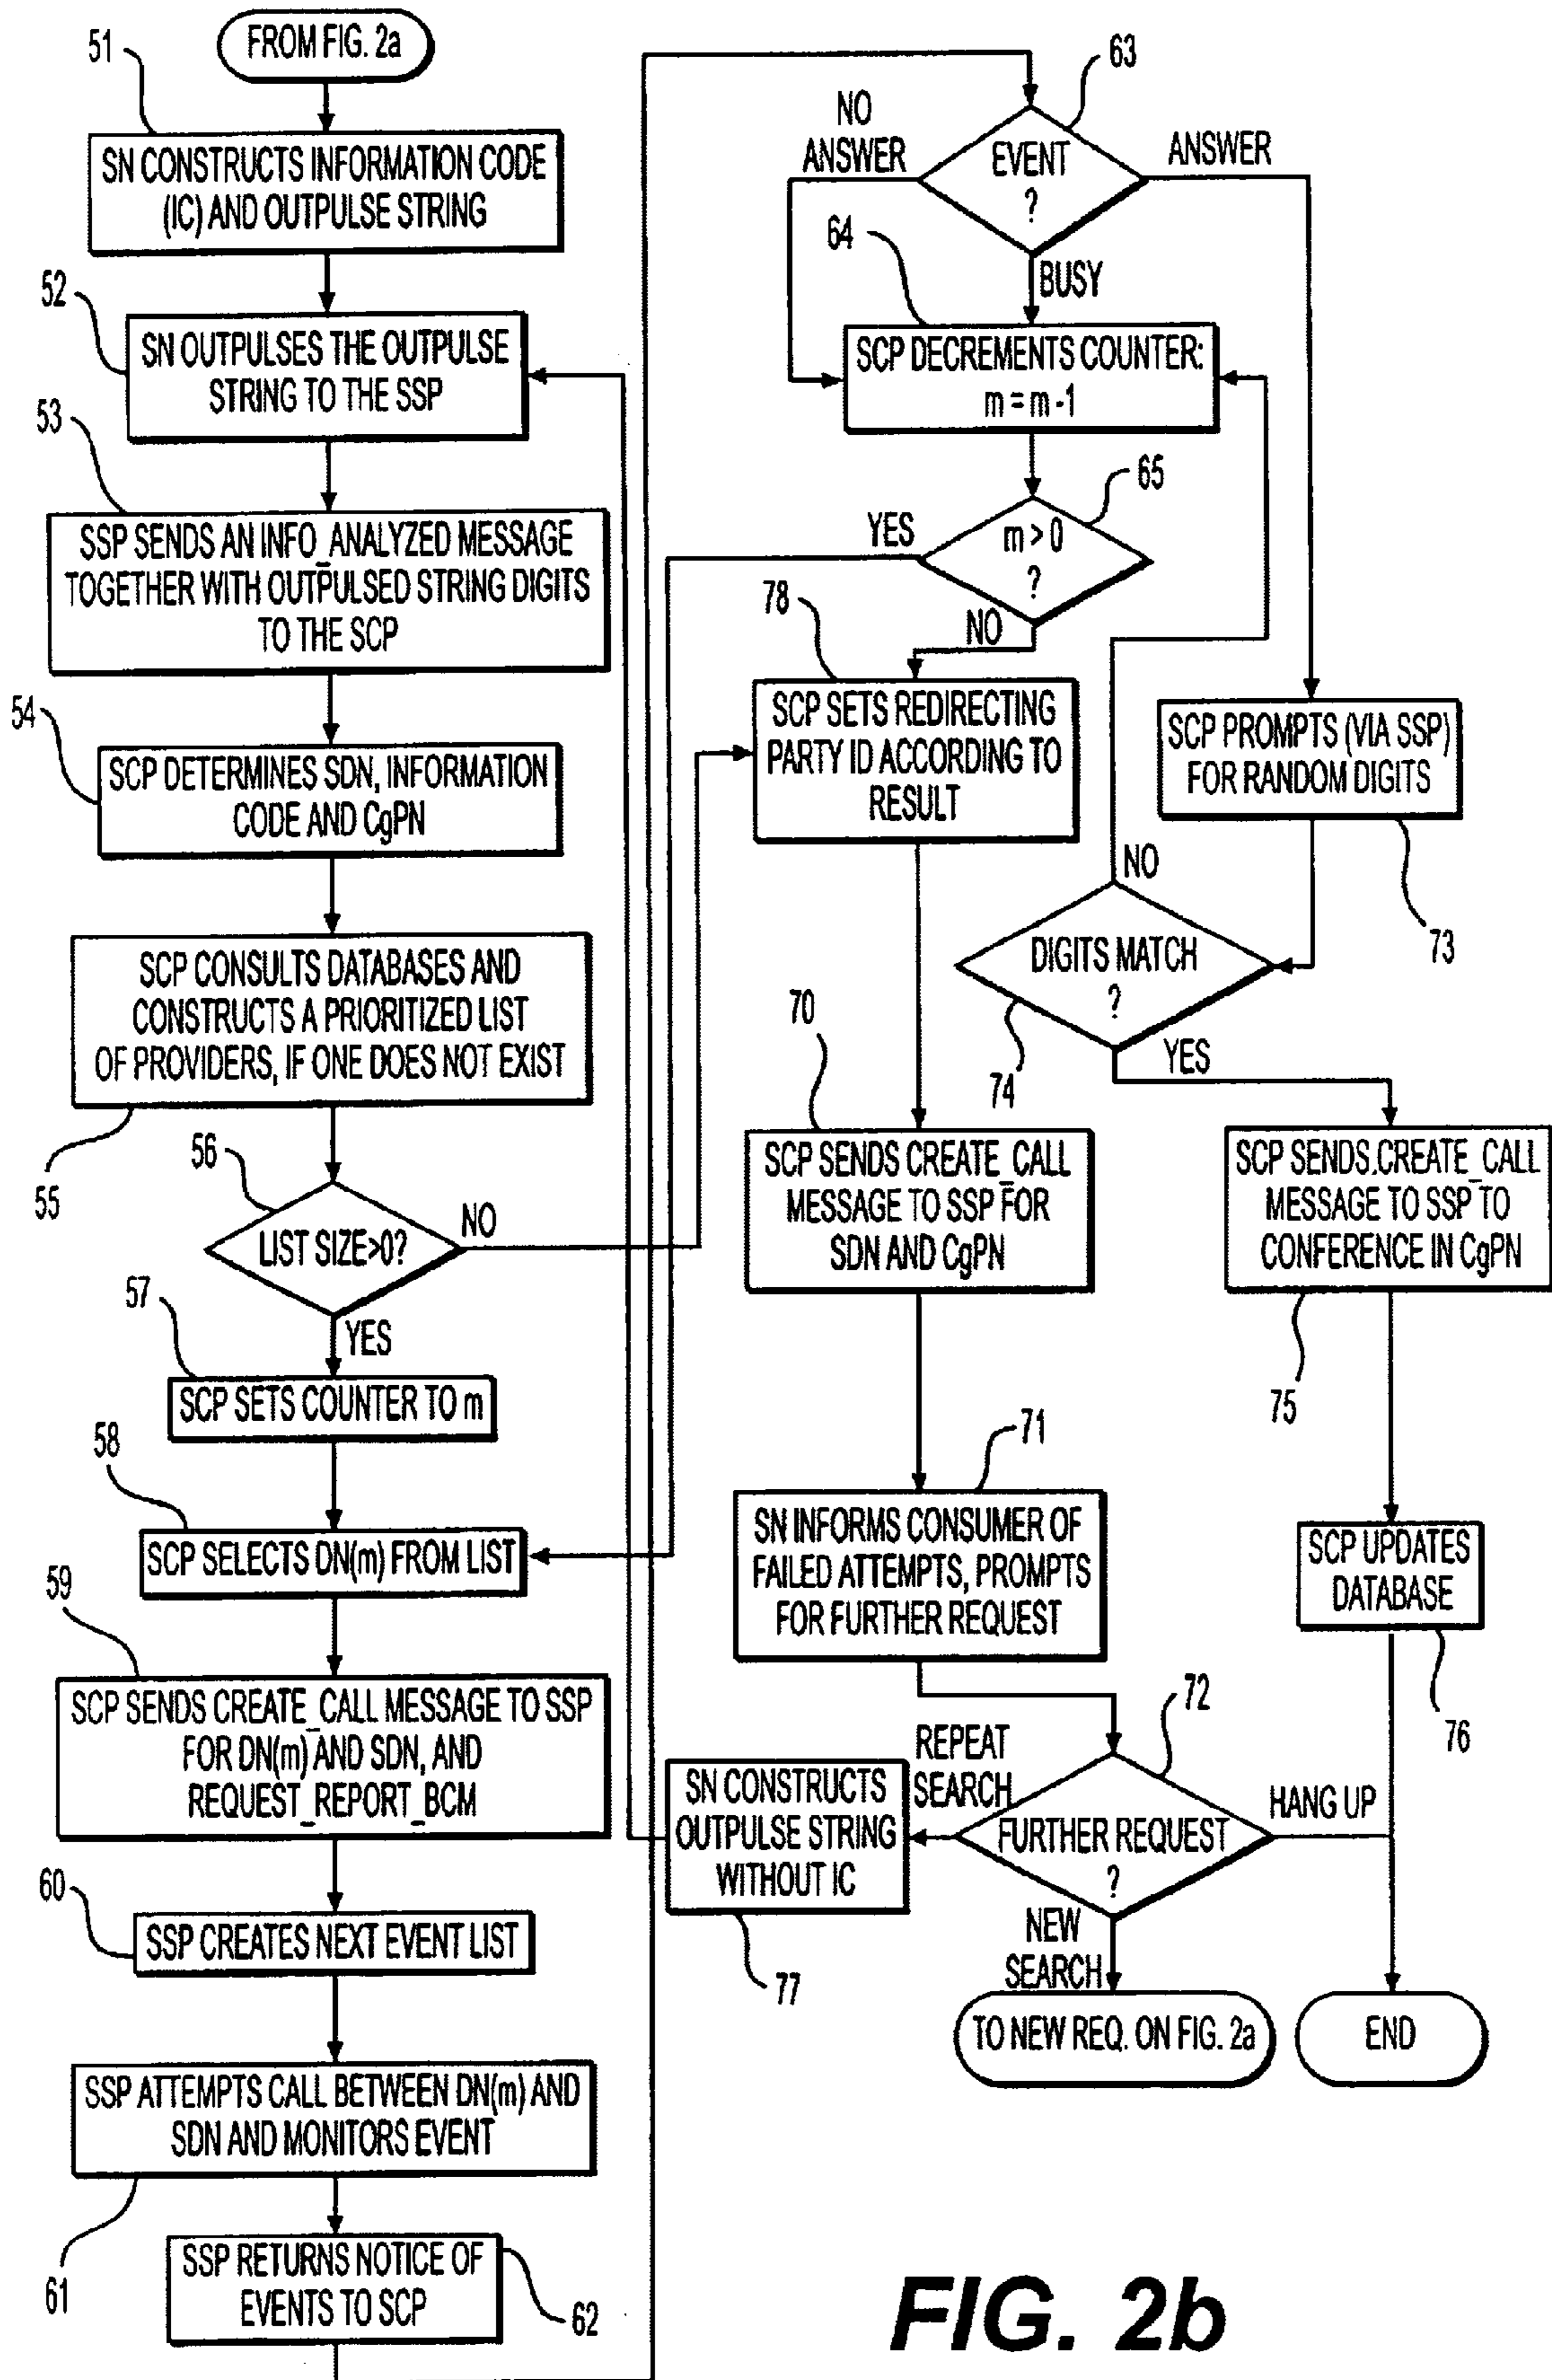 FROM FIG. 2a
51
SN CONSTRUCTS INFORMATION CODE
(IC) AND OUTPULSE STRING
52
SN OUTPULSES THE OUTPULSE
STRING TO THE SSP
53
SSP SENDS AN INFO_ANALYZED MESSAGE
TOGETHER WITH OUTPULSED STRING DIGITS
TO THE SCP
54
SCP DETERMINES SDN, INFORMATION
CODE AND CgPN
SCP CONSULTS DATABASES AND
CONSTRUCTS A PRIORITIZED LIST
OF PROVIDERS, IF ONE DOES NOT EXIST
55
56
LIST SIZE>0?
NO
YES
57
SCP SETS COUNTER TO m
58
SCP SELECTS DN(m) FROM LIST
59
SCP SENDS CREATE_CALL MESSAGE TO SSP
FOR DN(m) AND SDN, AND
REQUEST_REPORT_BCM
60
SSP CREATES NEXT EVENT LIST
SSP ATTEMPTS CALL BETWEEN DN(m) AND
SDN AND MONITORS EVENT
61
SSP RETURNS NOTICE OF
EVENTS TO SCP
62
63
EVENT
?
NO
ANSWER
ANSWER
BUSY
64
SCP DECREMENTS COUNTER:
m = m -1
65
m > 0
?
YES
NO
78
SCP SETS REDIRECTING
PARTY ID ACCORDING TO
RESULT
SCP PROMPTS (VIA SSP)
FOR RANDOM DIGITS
73
NO
DIGITS MATCH
?
74
YES
70
SCP SENDS CREATE_CALL
MESSAGE TO SSP FOR
SDN AND CgPN
SCP SENDS.CREATE_CALL
MESSAGE TO SSP TO
CONFERENCE IN CgPN
75
71
SN INFORMS CONSUMER OF
FAILED ATTEMPTS, PROMPTS
FOR FURTHER REQUEST
SCP UPDATES
DATABASE
76
72
FURTHER REQUEST
?
REPEAT
SEARCH
HANG UP
SN CONSTRUCTS
OUTPULSE STRING
WITHOUT IC
77
NEW
SEARCH
TO NEW REQ. ON FIG. 2a
END
FIG. 2b